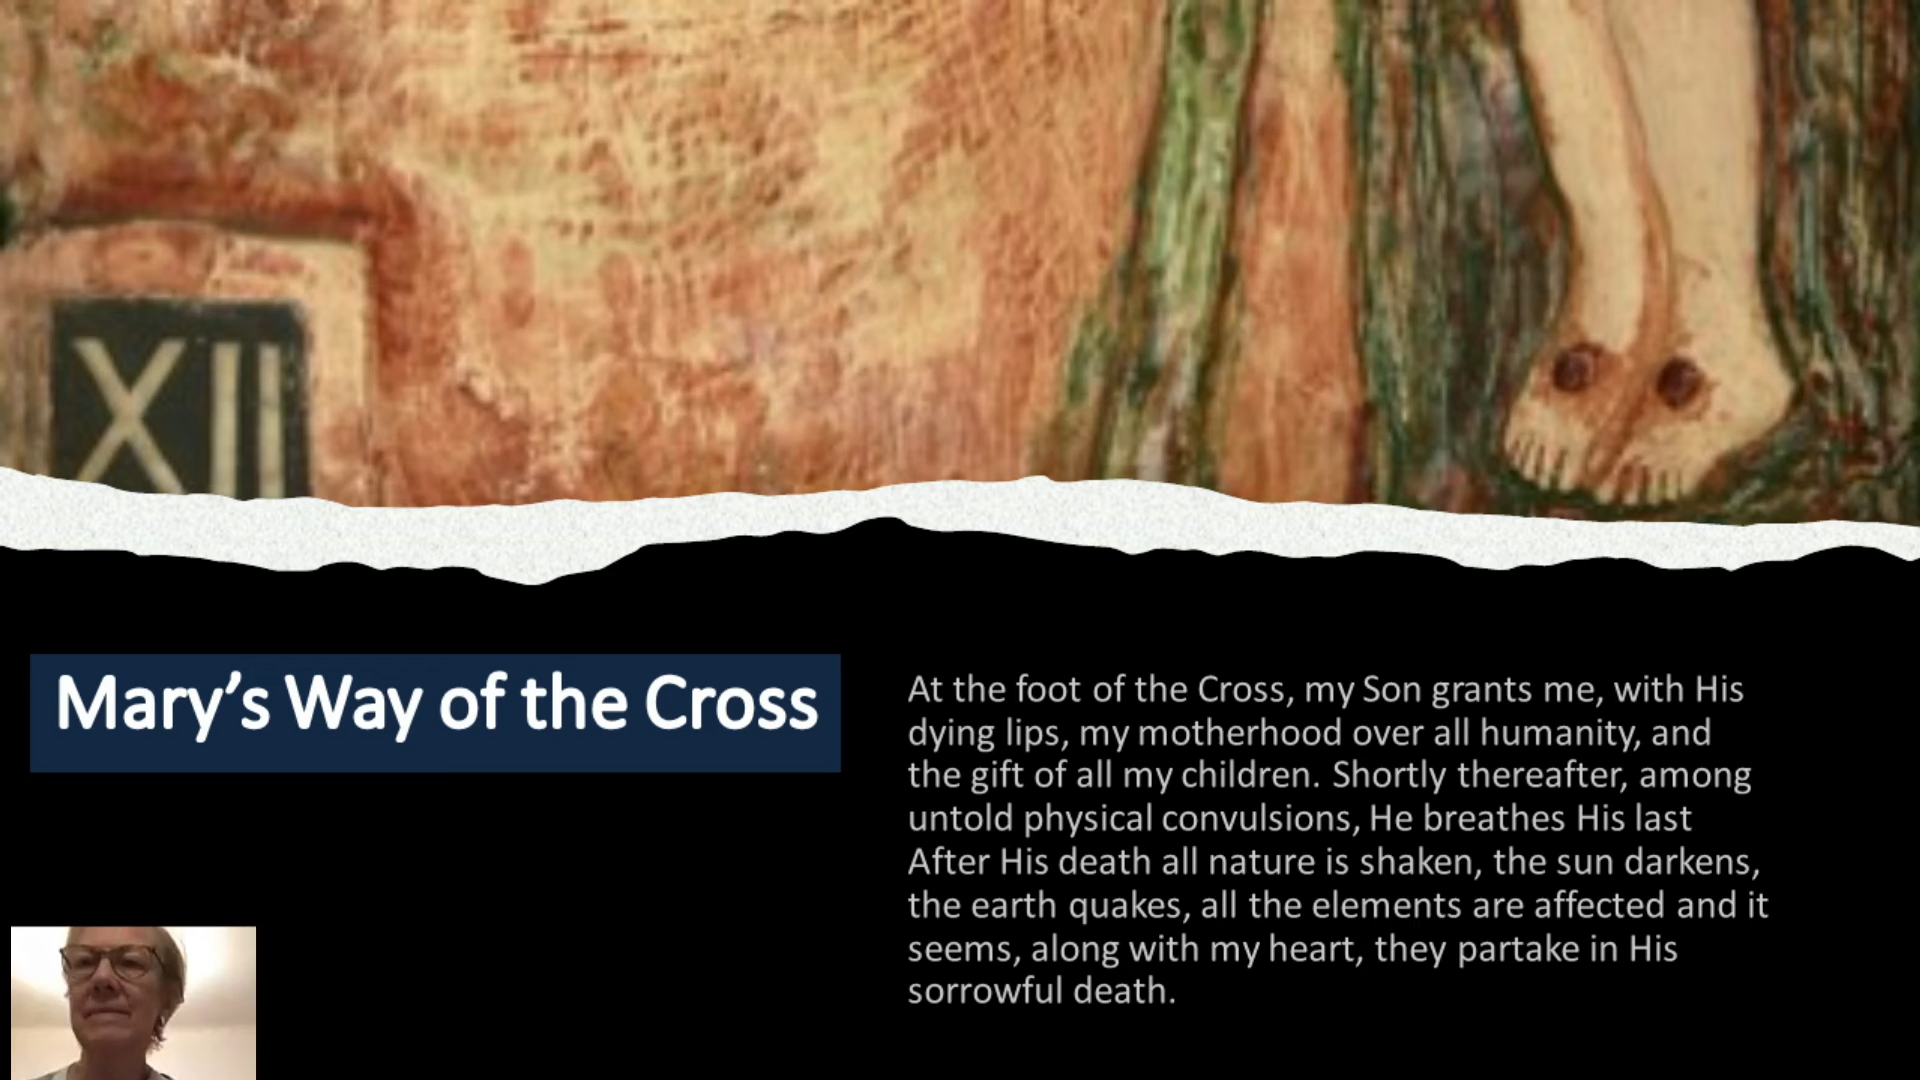 XII
Mary’s Way of the Cross
At the foot of the Cross, my Son grants me, with His
dying lips, my motherhood over all humanity, and
the gift of all my children. Shortly thereafter, among
untold physical convulsions, He breathes His last
After His death all nature is shaken, the sun darkens,
the earth quakes, all the elements are affected and it
seems, along with my heart, they partake in His
sorrowful death.